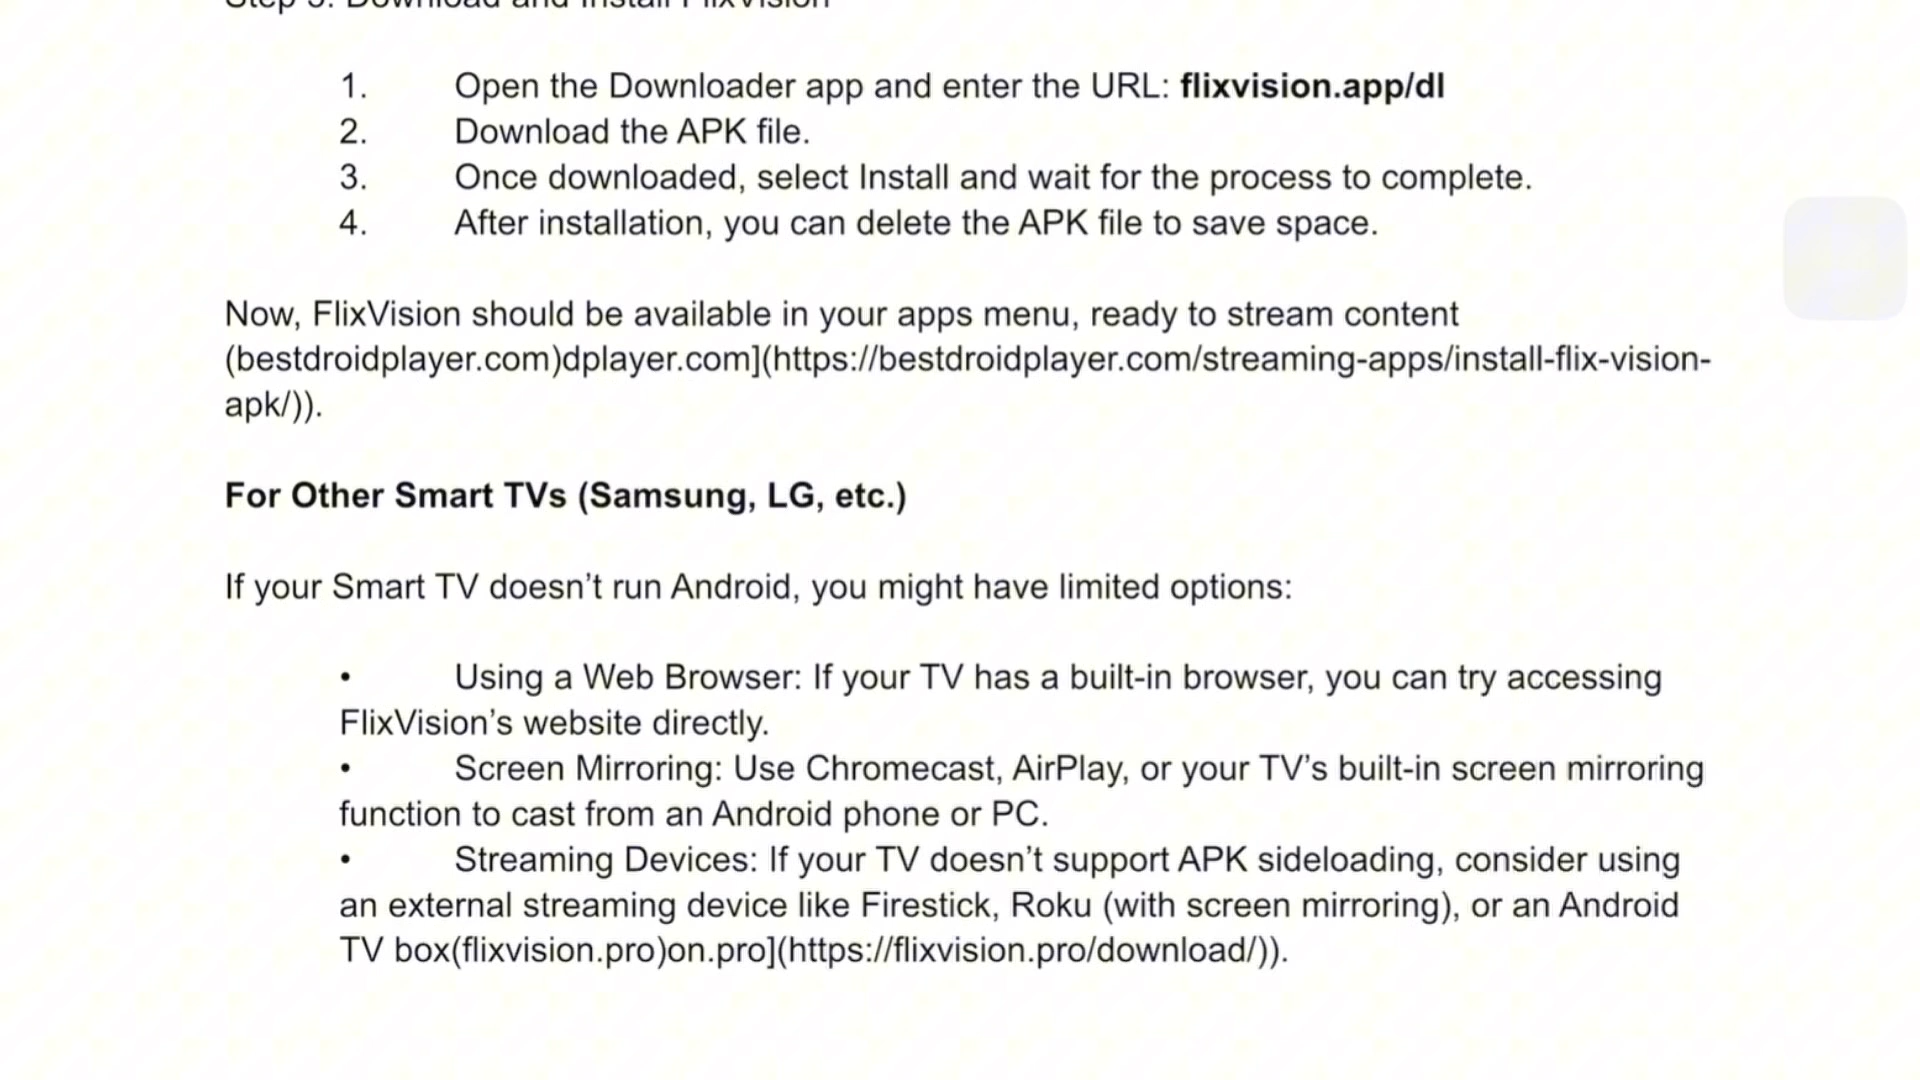 Step 3: Download and Install FlixVision
1. Open the Downloader app and enter the URL: flixvision.app/dl
2. Download the APK file.
3. Once downloaded, select Install and wait for the process to complete.
4. After installation, you can delete the APK file to save space.
Now, FlixVision should be available in your apps menu, ready to stream content
(bestdroidplayer.com)dplayer.com](https://bestdroidplayer.com/streaming-apps/install-flix-vision-
apk/)).
For Other Smart TVs (Samsung, LG, etc.)
If your Smart TV doesn’t run Android, you might have limited options:
• Using a Web Browser: If your TV has a built-in browser, you can try accessing
FlixVision’s website directly.
• Screen Mirroring: Use Chromecast, AirPlay, or your TV’s built-in screen mirroring
function to cast from an Android phone or PC.
• Streaming Devices: If your TV doesn’t support APK sideloading, consider using
an external streaming device like Firestick, Roku (with screen mirroring), or an Android
TV box(flixvision.pro)on.pro](https://flixvision.pro/download/)).